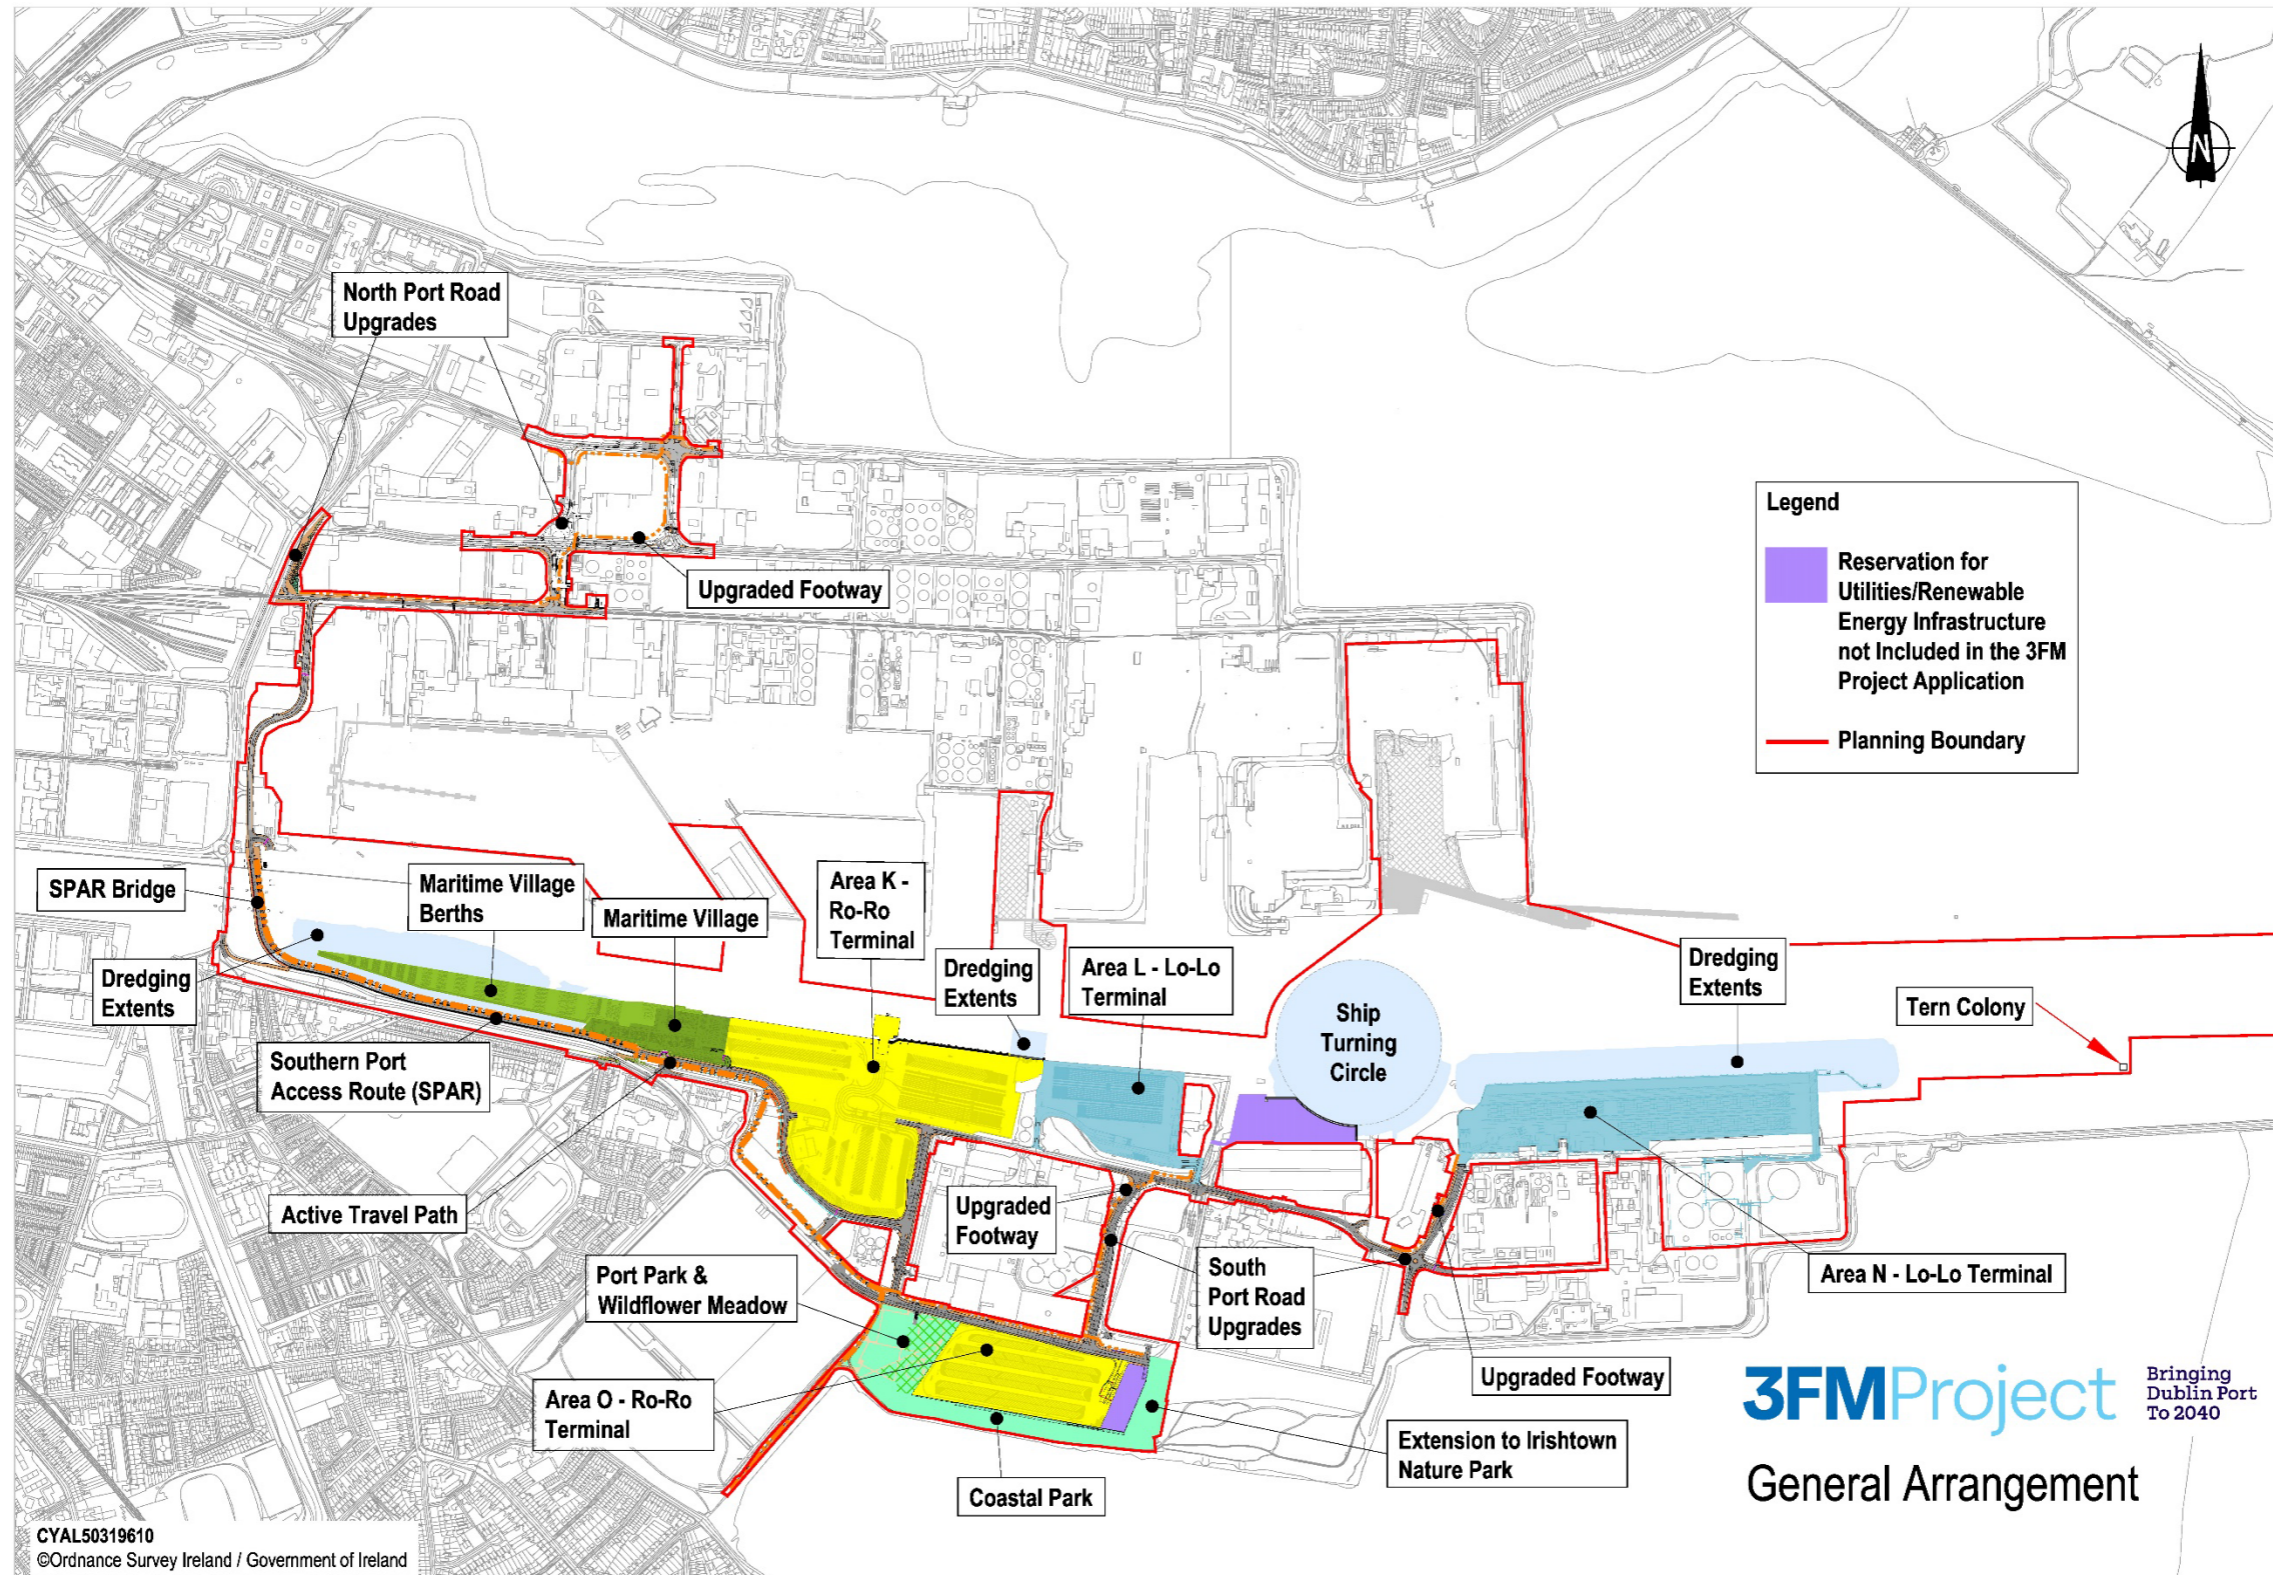 N
North Port Road
Upgrades
Legend
Reservation for
Utilities/Renewable
Energy Infrastructure
not Included in the 3FM
Project Application
Planning Boundary
Upgraded Footway
SPAR Bridge
Maritime Village
Berths
Maritime Village
Area K -
Ro-Ro
Terminal
Dredging
Extents
Dredging
Extents
Area L - Lo-Lo
Terminal
Dredging
Extents
Ship
Turning
Circle
Tern Colony
Southern Port
Access Route (SPAR)
Active Travel Path
Upgraded
Footway
South
Port Road
Upgrades
Area N - Lo-Lo Terminal
Port Park &
Wildflower Meadow
Area O - Ro-Ro
Terminal
Upgraded Footway
Extension to Irishtown
Nature Park
Coastal Park
3FMProject
Bringing
Dublin Port
To 2040
General Arrangement
CYAL50319610
©Ordnance Survey Ireland / Government of Ireland